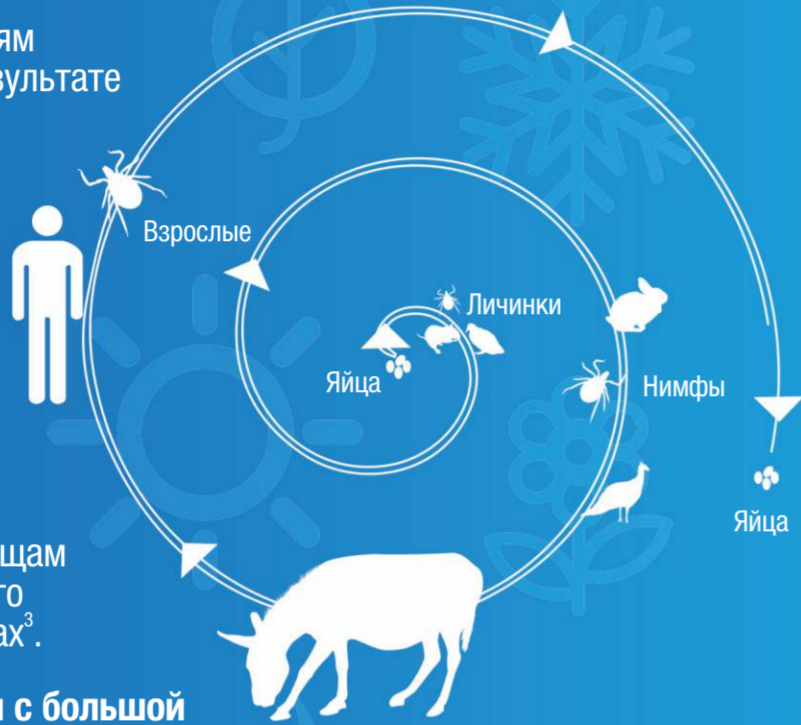 ям
зультате
Взрослые
Личинки
Яйца
Нимфы
Яйца
щам
го
ах³.
и с большой